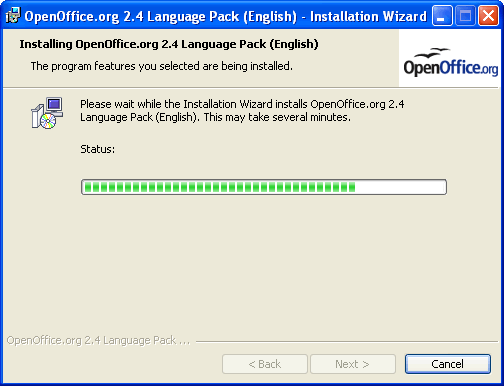 OpenOffice.org 2.4 Language Pack (English) - Installation Wizard
Installing OpenOffice.org 2.4 Language Pack (English)
The program features you selected are being installed.
OpenOffice.org
Please wait while the Installation Wizard installs OpenOffice.org 2.4
Language Pack (English). This may take several minutes.
Status:
OpenOffice.org 2.4 Language Pack ...
< Back
Next >
Cancel